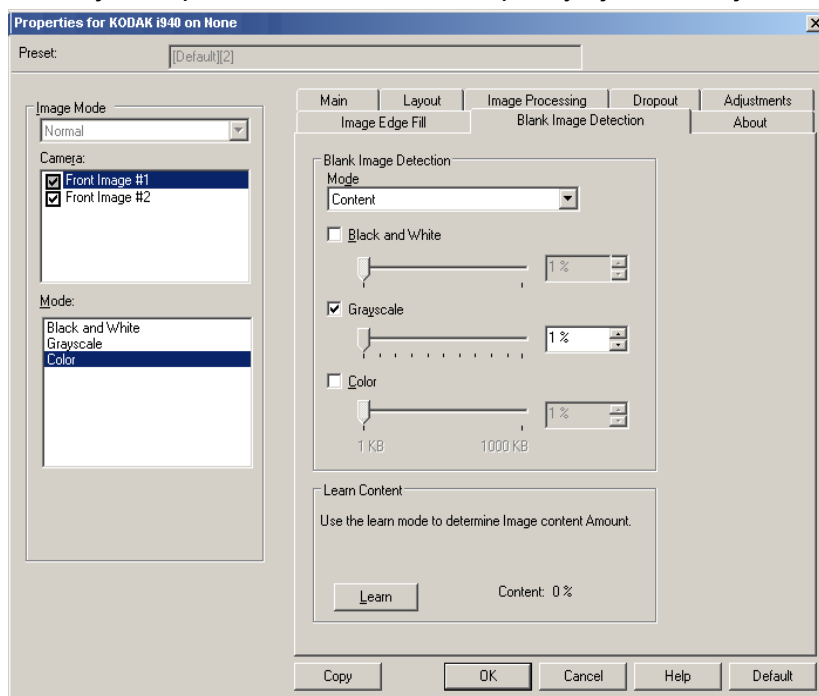 Properties for KODAK i940 on None
Preset: [Default][2]
Image Mode
Normal
Camera:
Front Image #1
Front Image #2
Mode:
Black and White
Grayscale
Color
Main Layout Image Processing Dropout Adjustments
Image Edge Fill Blank Image Detection About
Blank Image Detection
Mode
Content
Black and White
1 %
Grayscale
1 %
Color
1 %
1 KB 1000 KB
Learn Content
Use the learn mode to determine Image content Amount.
Learn Content: 0 %
Copy OK Cancel Help Default